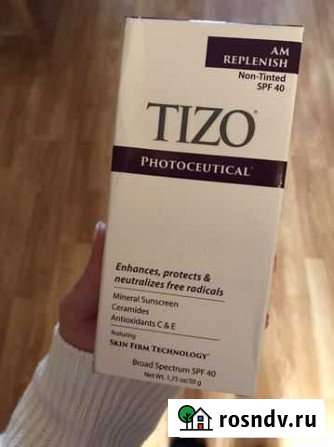 AM
REPLENISH
Non-Tinted
SPF 40
TIZO®
PHOTOCEUTICAL®
Enhances, protects &
neutralizes free radicals
Mineral Sunscreen
Ceramides
Antioxidants C & E
featuring
SKIN FIRM TECHNOLOGY®
Broad Spectrum SPF 40
Net Wt. 1.75 oz/50 g
rosndv.ru